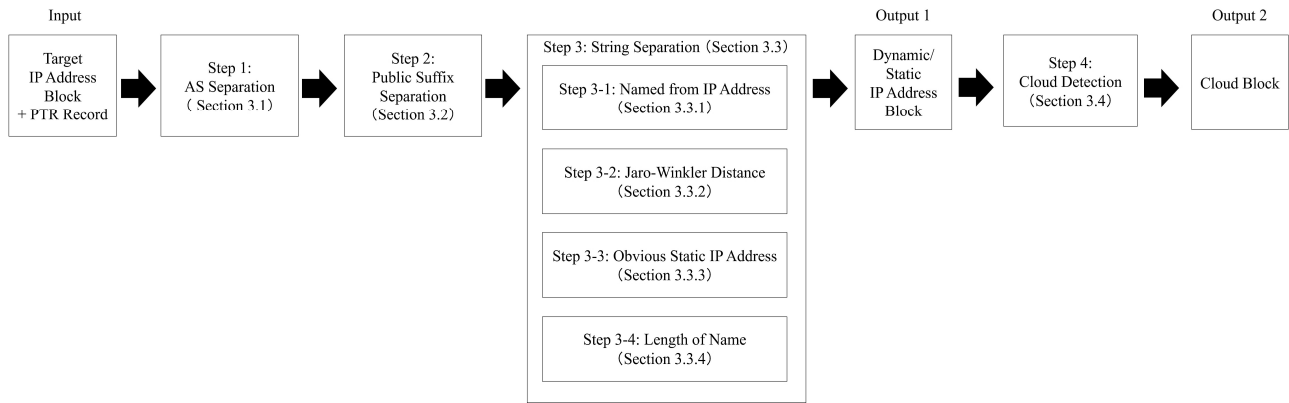 Input
Target
IP Address
Block
+ PTR Record
Step 1:
AS Separation
( Section 3.1)
Step 2:
Public Suffix
Separation
(Section 3.2)
Step 3: String Separation (Section 3.3)
Step 3-1: Named from IP Address
(Section 3.3.1)
Step 3-2: Jaro-Winkler Distance
(Section 3.3.2)
Step 3-3: Obvious Static IP Address
(Section 3.3.3)
Step 3-4: Length of Name
(Section 3.3.4)
Output 1
Dynamic/
Static
IP Address
Block
Step 4:
Cloud Detection
(Section 3.4)
Output 2
Cloud Block